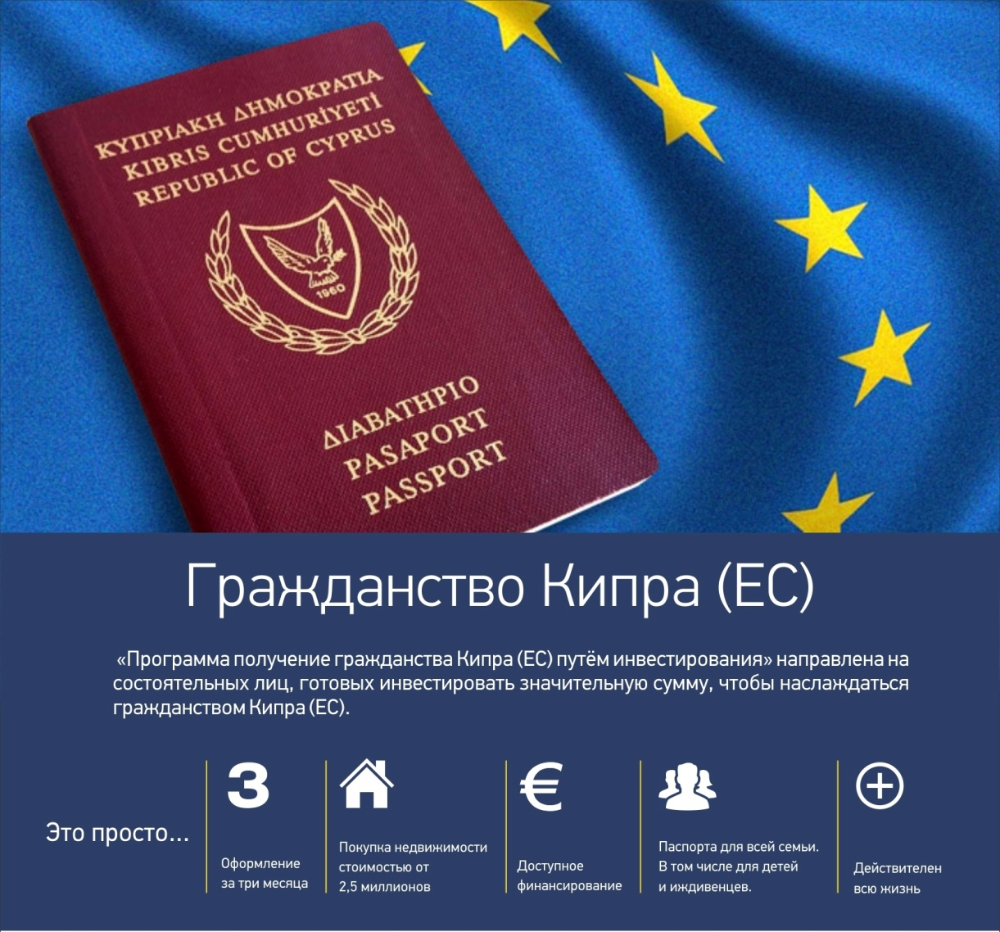 ΚΥΠΡΙΑΚΗ ΔΗΜΟΚΡΑΤΙΑ
KIBRIS CUMHURİYETİ
REPUBLIC OF CYPRUS
1960
ΔΙΑΒΑΤΗΡΙΟ
PASAPORT
PASSPORT
Гражданство Кипра (ЕС)
«Программа получение гражданства Кипра (ЕС) путём инвестирования» направлена на
состоятельных лиц, готовых инвестировать значительную сумму, чтобы наслаждаться
гражданством Кипра (ЕС).
Это просто...
3
Оформление
за три месяца
Покупка недвижимости
стоимостью от
2,5 миллионов
€
Доступное
финансирование
Паспорта для всей семьи.
В том числе для детей
и иждивенцев.
Действителен
всю жизнь